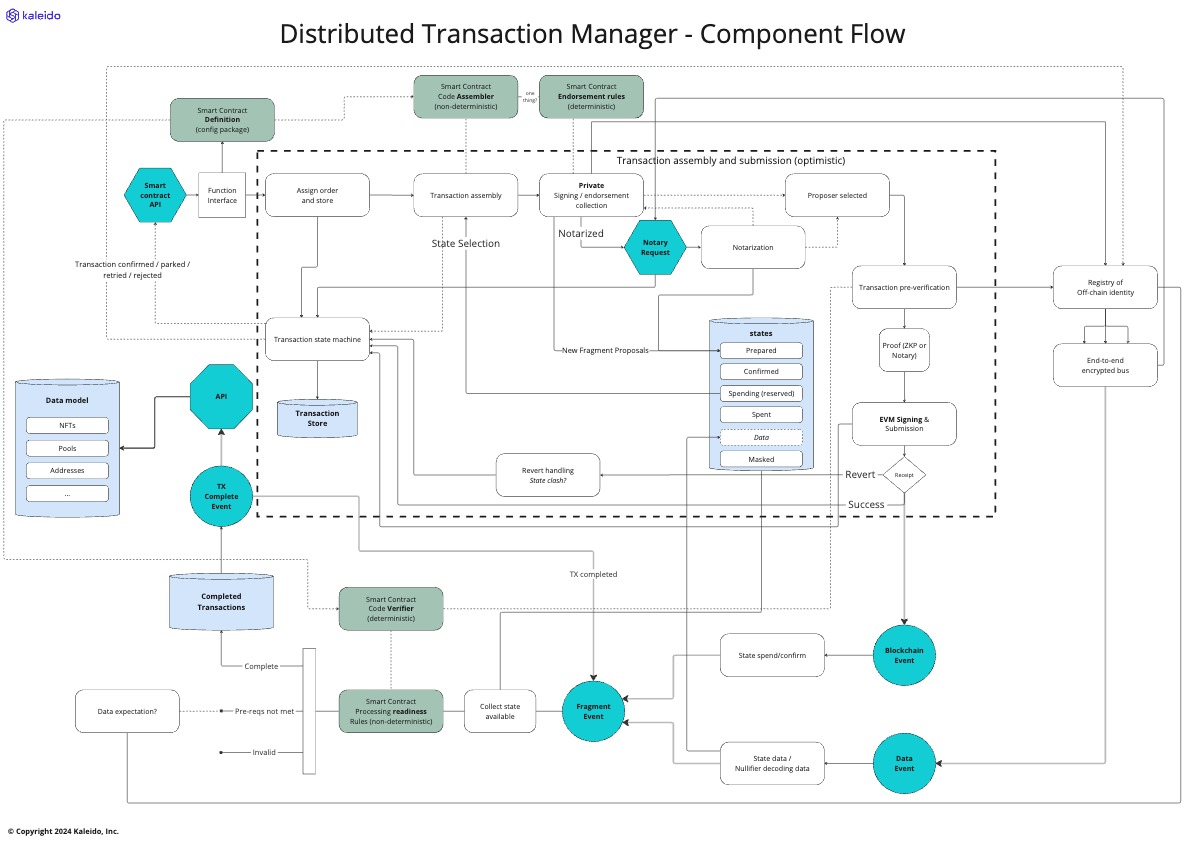 kaleido
Distributed Transaction Manager - Component Flow
Smart Contract
Definition
(config package)
Smart Contract
Code Assembler
(non-deterministic)
one
thing?
Smart Contract
Endorsement rules
(deterministic)
Transaction assembly and submission (optimistic)
Smart
contract
API
Function
Interface
Assign order
and store
Transaction assembly
Private
Signing / endorsement
collection
Proposer selected
State Selection
Notarized
Notary
Request
Notarization
Transaction confirmed / parked /
retried / rejected
Transaction pre-verification
Registry of
Off-chain identity
Transaction state machine
New Fragment Proposals
states
Prepared
Confirmed
Spending (reserved)
Spent
Data
Masked
Proof (ZKP or
Notary)
End-to-end
encrypted bus
Data model
NFTs
Pools
Addresses
...
API
Transaction
Store
EVM Signing &
Submission
Revert handling
State clash?
Revert
Receipt
Success
TX
Complete
Event
TX completed
Completed
Transactions
Smart Contract
Code Verifier
(deterministic)
Complete
State spend/confirm
Blockchain
Event
Data expectation?
Pre-reqs not met
Smart Contract
Processing readiness
Rules (non-deterministic)
Collect state
available
Fragment
Event
Invalid
State data /
Nullifier decoding data
Data
Event
© Copyright 2024 Kaleido, Inc.